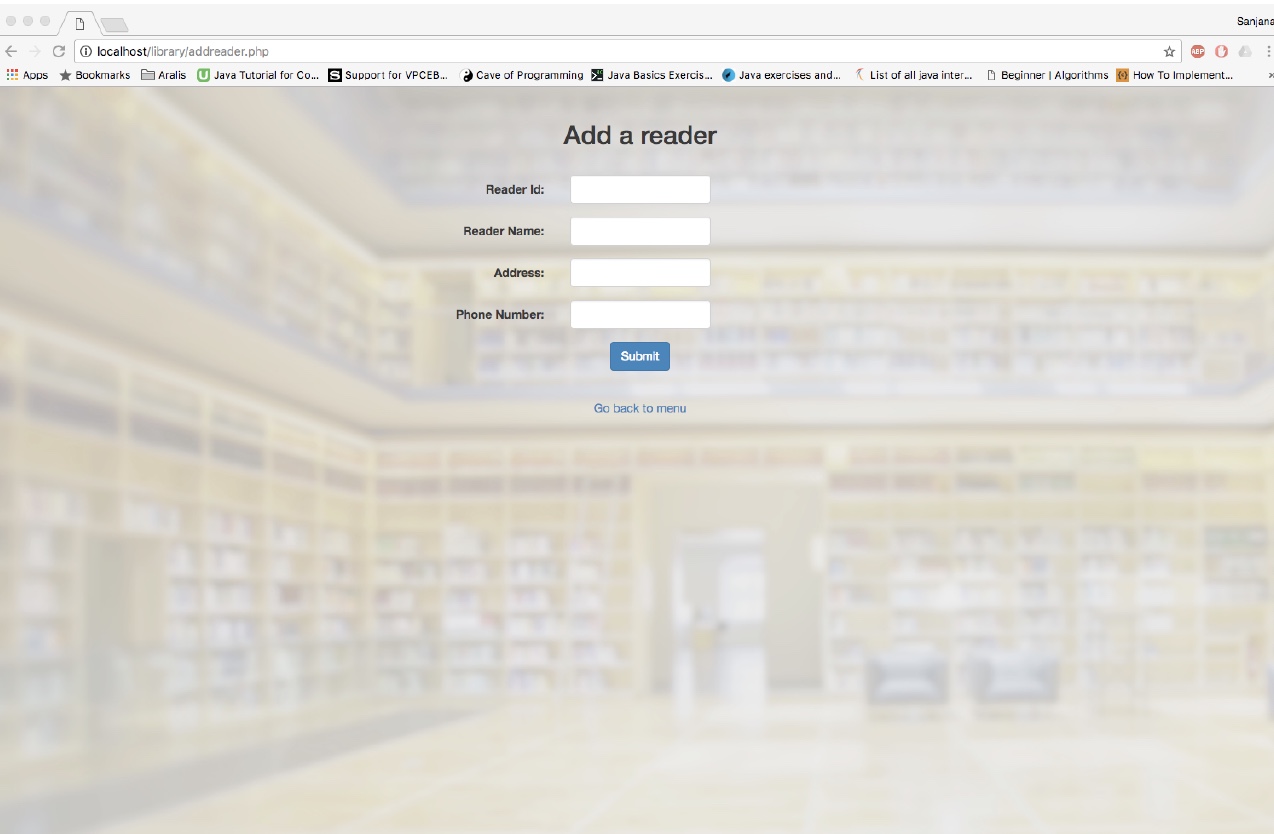 Sanjana
localhost/library/addreader.php
ABP
Apps Bookmarks Aralis Java Tutorial for Co... S Support for VPCEB... Cave of Programming Java Basics Exercis... Java exercises and... List of all java inter... Beginner | Algorithms How To Implement...
Add a reader
Reader Id:
Reader Name:
Address:
Phone Number:
Submit
Go back to menu